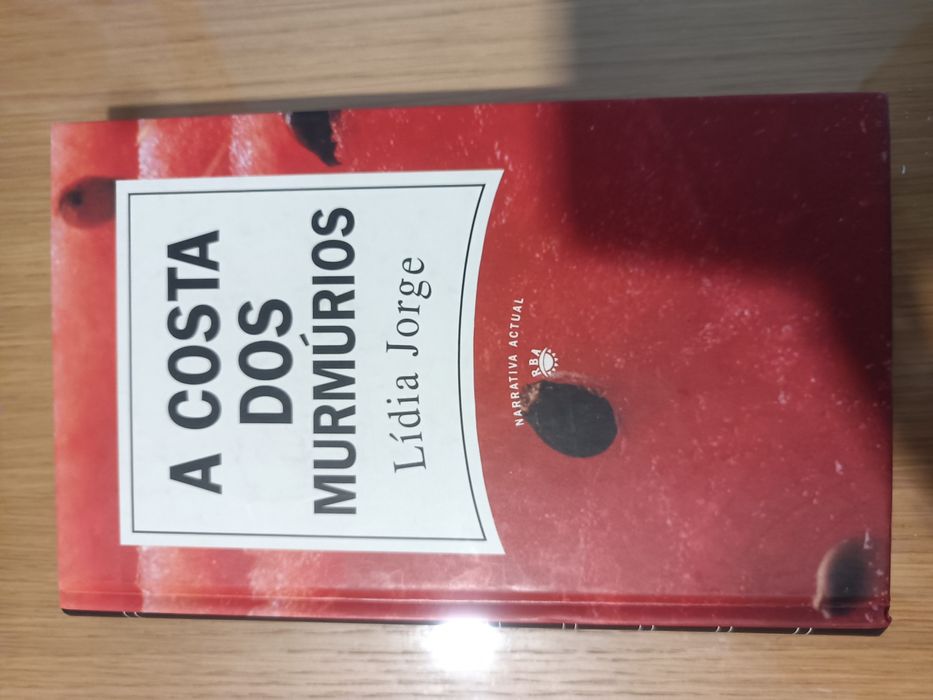 A COSTA
DOS
MURMÚRIOS
Lídia Jorge
NARRATIVA ACTUAL
RBA